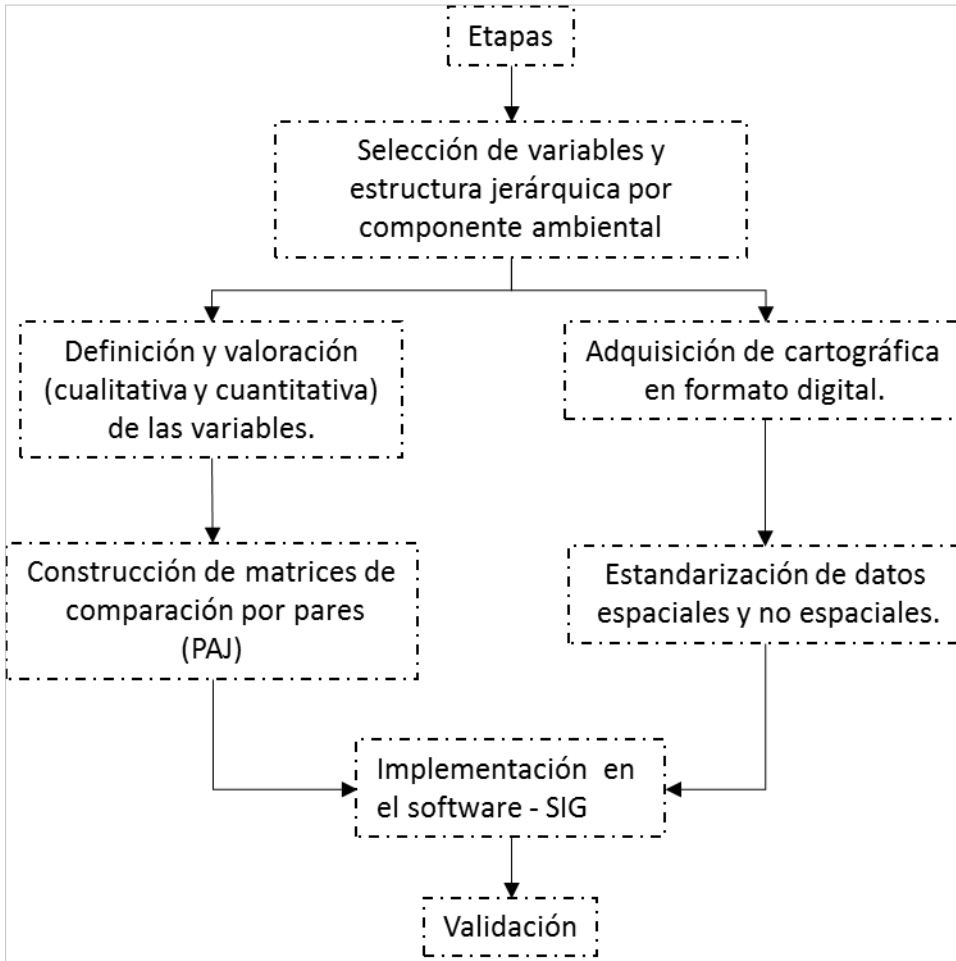 Etapas
Selección de variables y
estructura jerárquica por
componente ambiental
Definición y valoración
(cualitativa y cuantitativa)
de las variables.
Adquisición de cartográfica
en formato digital.
Construcción de matrices de
comparación por pares
(PAJ)
Estandarización de datos
espaciales y no espaciales.
Implementación en
el software - SIG
Validación